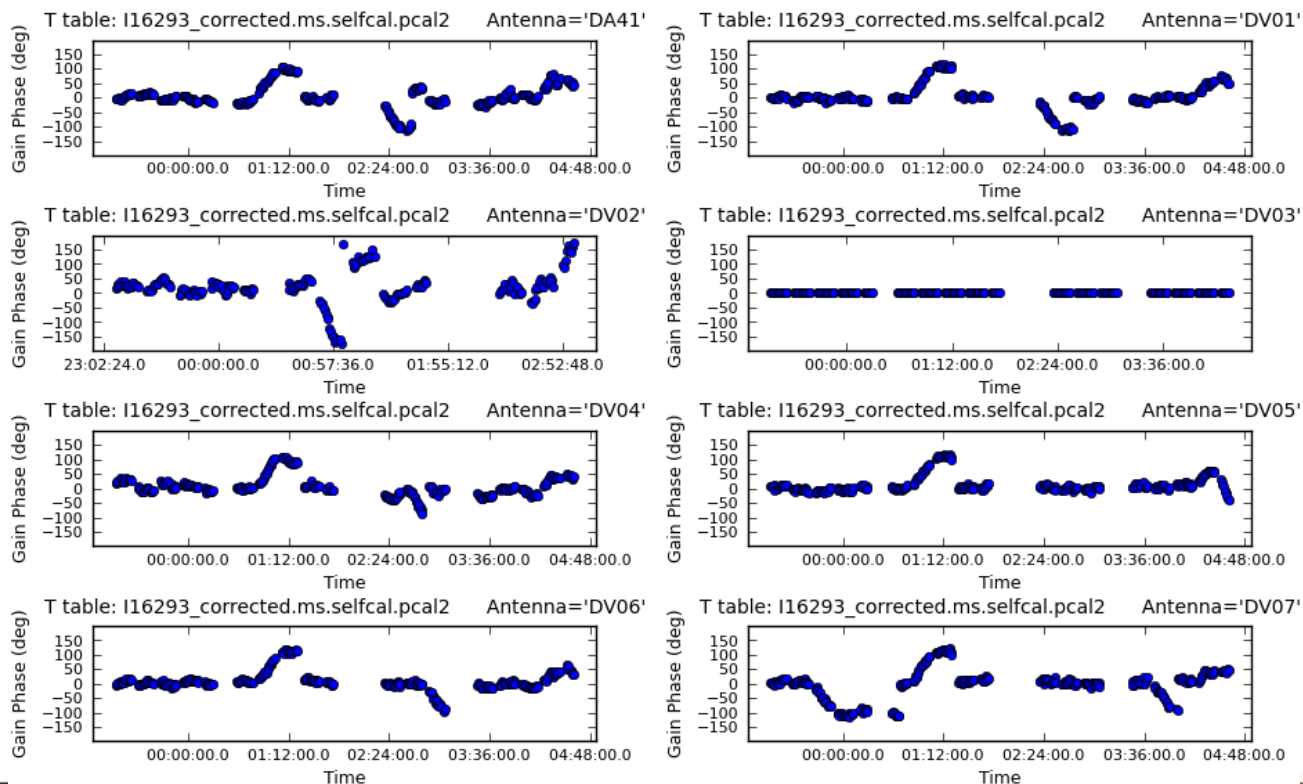 T table: I16293_corrected.ms.selfcal.pcal2 Antenna='DA41'
Gain Phase (deg)
150
100
50
0
−50
−100
−150
00:00:00.0 01:12:00.0 02:24:00.0 03:36:00.0 04:48:00.0
Time
T table: I16293_corrected.ms.selfcal.pcal2 Antenna='DV01'
Gain Phase (deg)
150
100
50
0
−50
−100
−150
00:00:00.0 01:12:00.0 02:24:00.0 03:36:00.0 04:48:00.0
Time
T table: I16293_corrected.ms.selfcal.pcal2 Antenna='DV02'
Gain Phase (deg)
150
100
50
0
−50
−100
−150
23:02:24.0 00:00:00.0 00:57:36.0 01:55:12.0 02:52:48.0
Time
T table: I16293_corrected.ms.selfcal.pcal2 Antenna='DV03'
Gain Phase (deg)
150
100
50
0
−50
−100
−150
00:00:00.0 01:12:00.0 02:24:00.0 03:36:00.0
Time
T table: I16293_corrected.ms.selfcal.pcal2 Antenna='DV04'
Gain Phase (deg)
150
100
50
0
−50
−100
−150
00:00:00.0 01:12:00.0 02:24:00.0 03:36:00.0 04:48:00.0
Time
T table: I16293_corrected.ms.selfcal.pcal2 Antenna='DV05'
Gain Phase (deg)
150
100
50
0
−50
−100
−150
00:00:00.0 01:12:00.0 02:24:00.0 03:36:00.0 04:48:00.0
Time
T table: I16293_corrected.ms.selfcal.pcal2 Antenna='DV06'
Gain Phase (deg)
150
100
50
0
−50
−100
−150
00:00:00.0 01:12:00.0 02:24:00.0 03:36:00.0 04:48:00.0
Time
T table: I16293_corrected.ms.selfcal.pcal2 Antenna='DV07'
Gain Phase (deg)
150
100
50
0
−50
−100
−150
00:00:00.0 01:12:00.0 02:24:00.0 03:36:00.0 04:48:00.0
Time